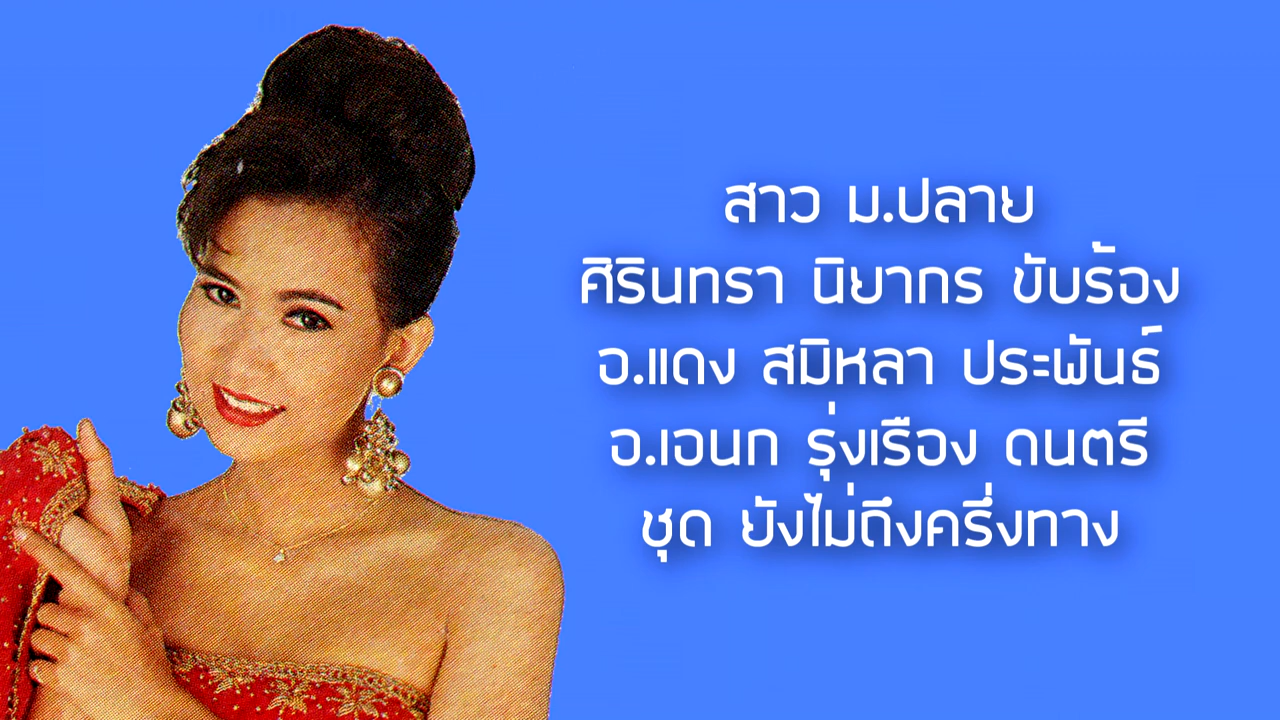 สาว ม.ปลาย
ศิรินทรา นิยากร ขับร้อง
อ.แดง สมิหลา ประพันธ์
อ.เอนก รุ่งเรือง ดนตรี
ชุด ยังไม่ถึงครึ่งทาง